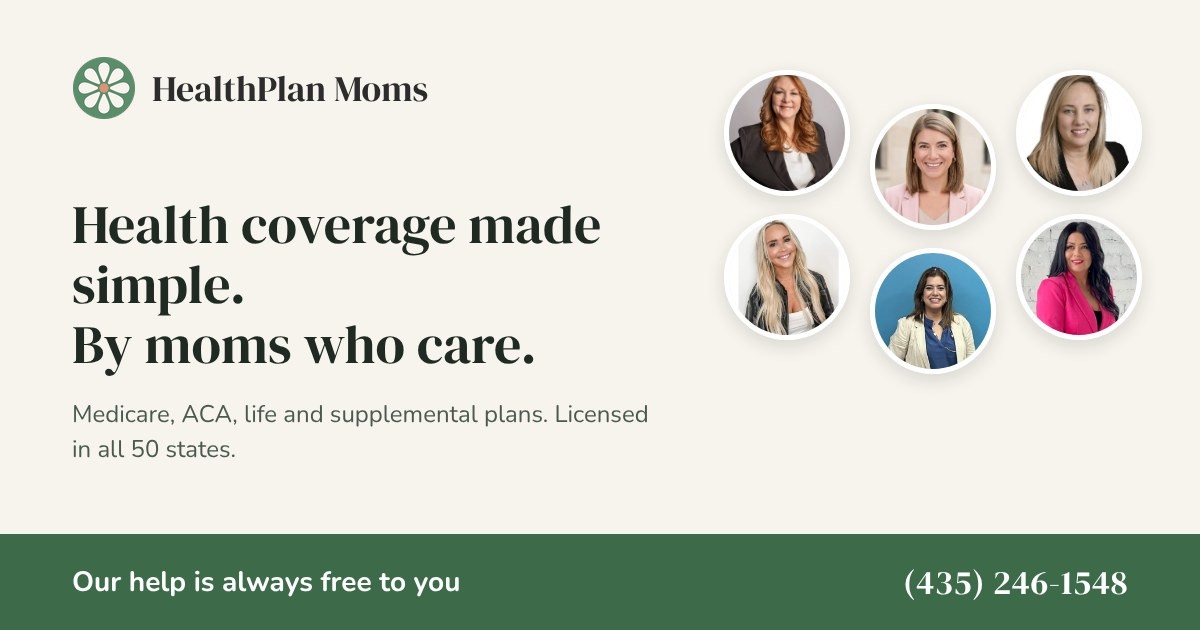 HealthPlan Moms
Health coverage made
simple.
By moms who care.
Medicare, ACA, life and supplemental plans. Licensed
in all 50 states.
Our help is always free to you
(435) 246-1548